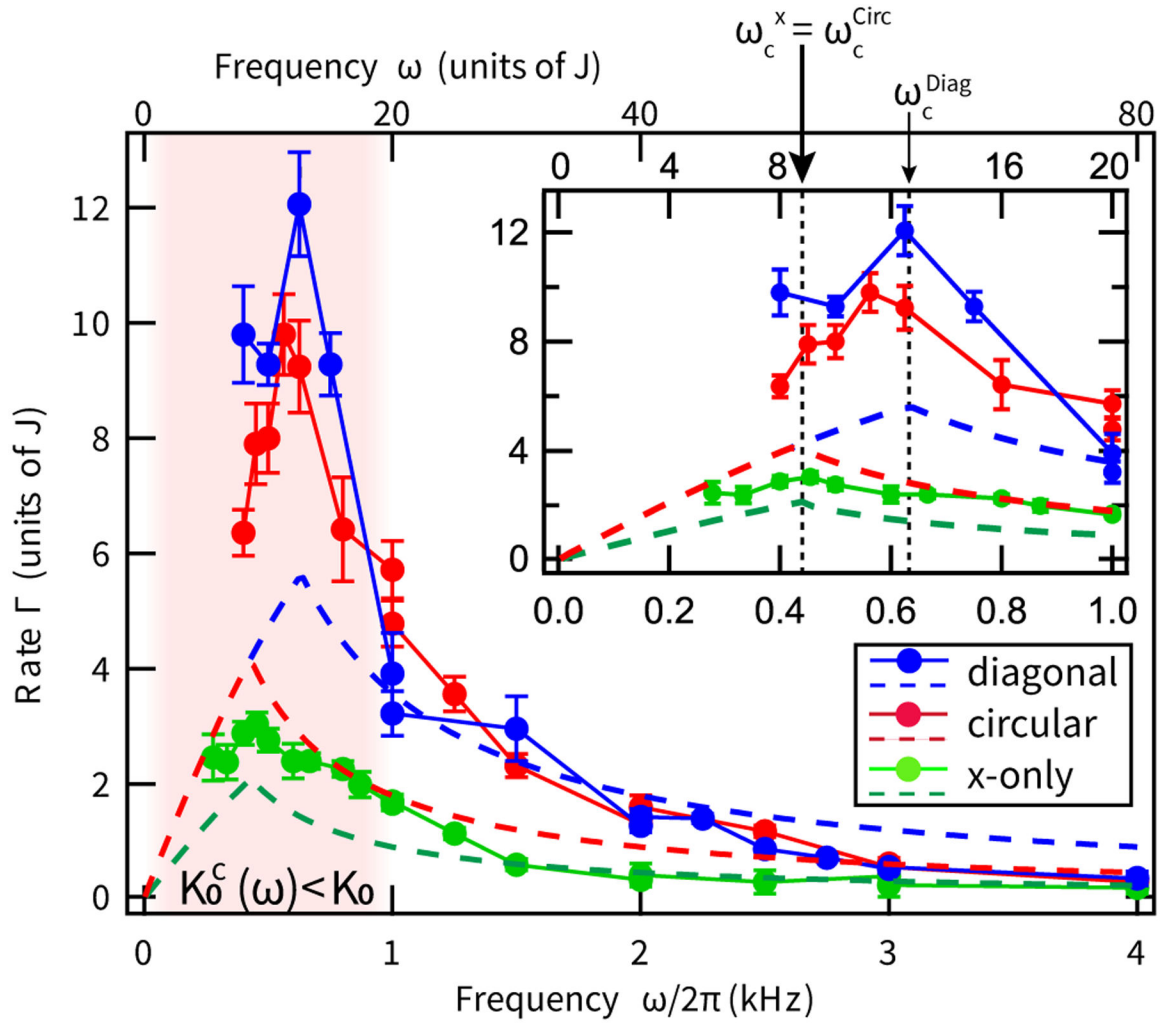 ω_c^x = ω_c^Circ
Frequency ω (units of J)
ω_c^Diag
0 20 40 80
0 4 8 16 20
12
10
8
6
4
2
0
Rate Γ (units of J)
12
8
4
0
0.0 0.2 0.4 0.6 0.8 1.0
diagonal
circular
x-only
K₀^c (ω) < K₀
0 1 2 3 4
Frequency ω/2π (kHz)